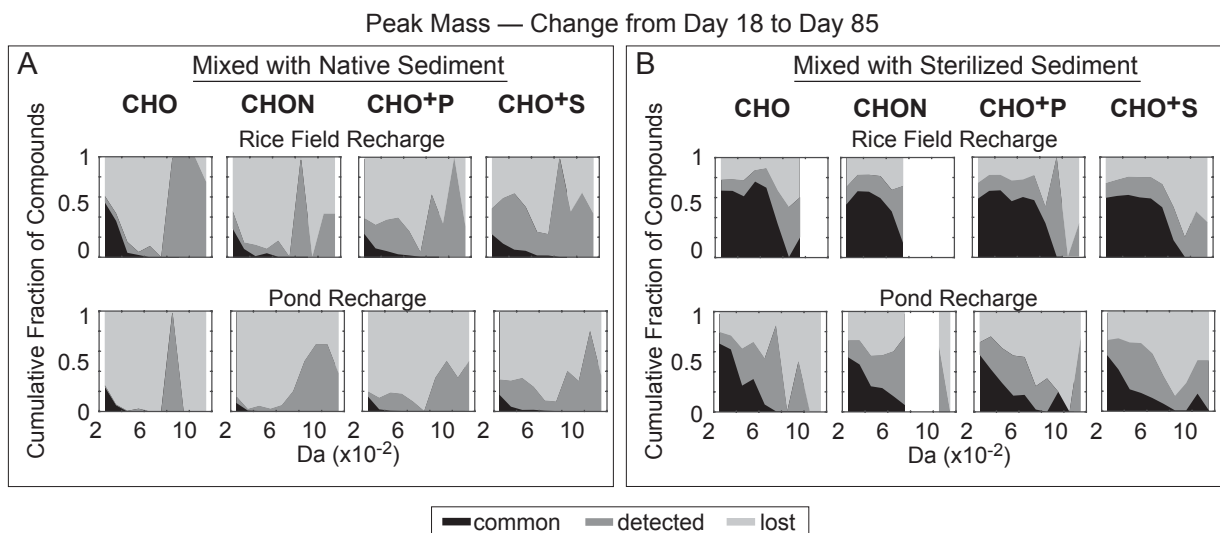 Peak Mass — Change from Day 18 to Day 85
A
Mixed with Native Sediment
CHO CHON CHO+P CHO+S
Rice Field Recharge
Cumulative Fraction of Compounds
1
0.5
0
Pond Recharge
1
0.5
0
2 6 10 2 6 10 2 6 10 2 6 10
Da (x10⁻²)
B
Mixed with Sterilized Sediment
CHO CHON CHO+P CHO+S
Rice Field Recharge
Cumulative Fraction of Compounds
1
0.5
0
Pond Recharge
1
0.5
0
2 6 10 2 6 10 2 6 10 2 6 10
Da (x10⁻²)
common detected lost